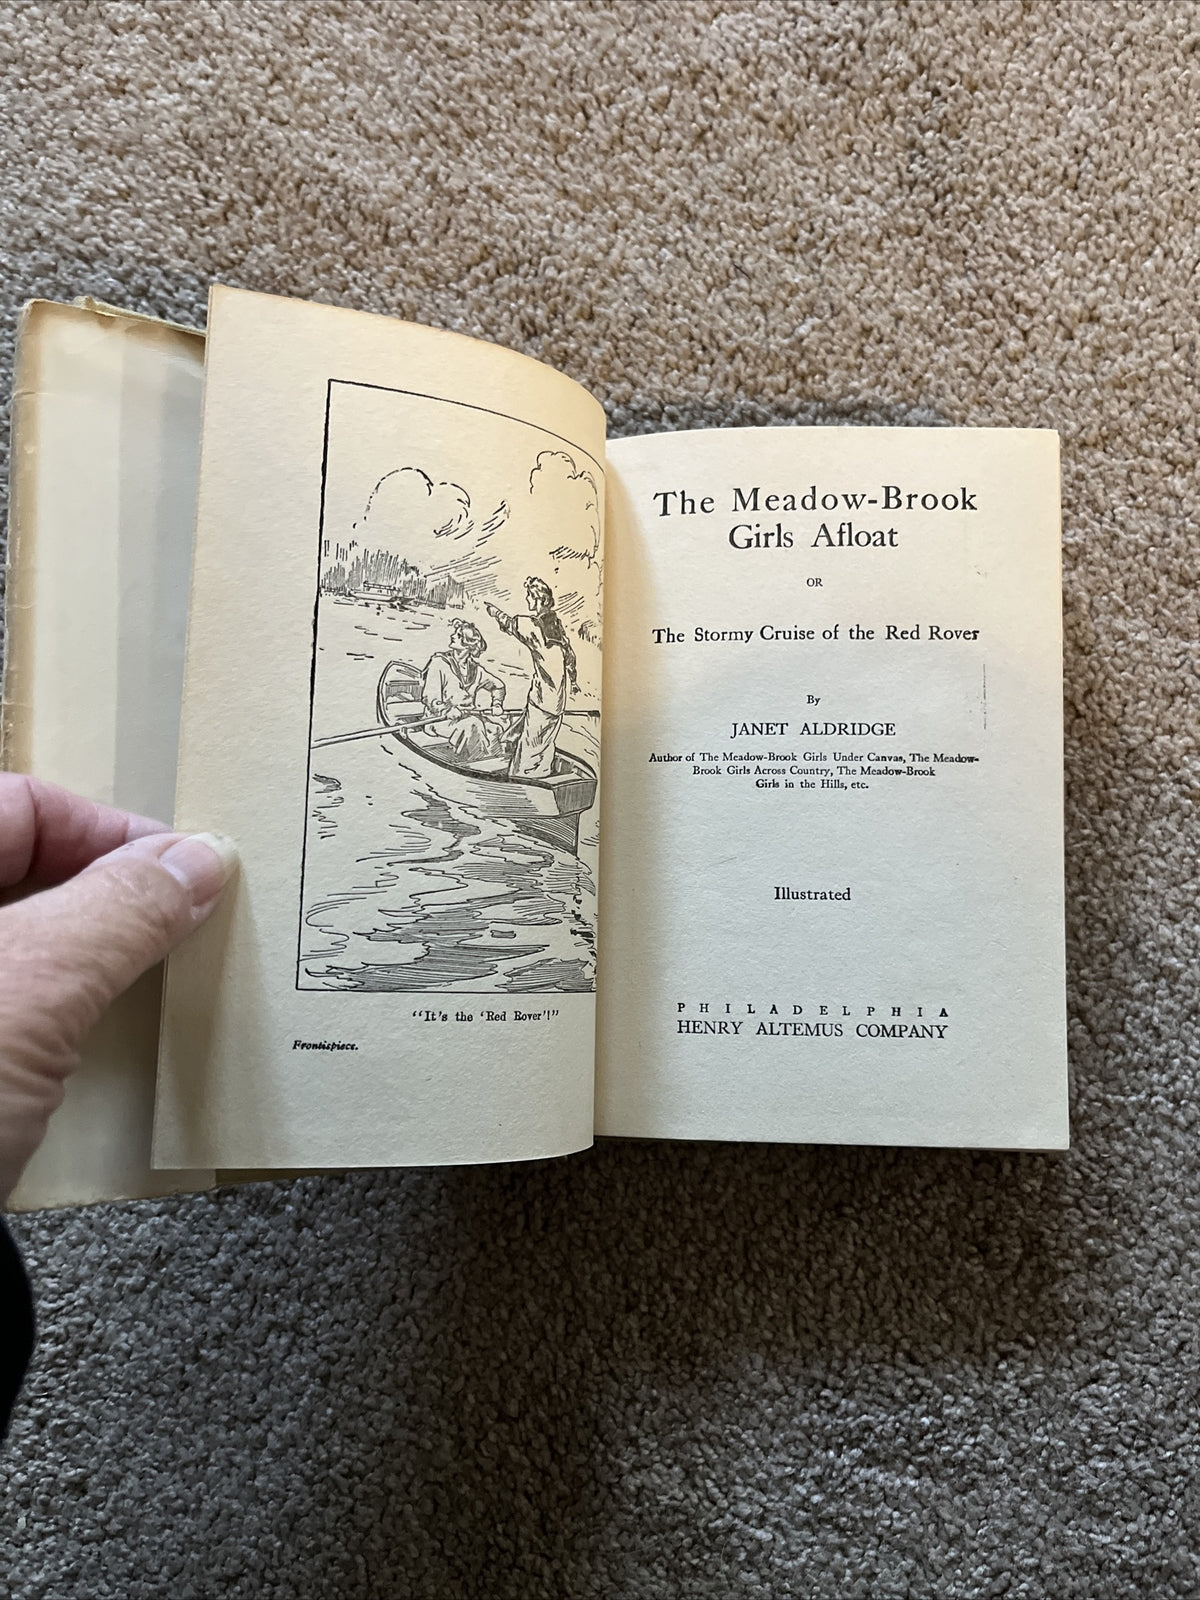 "It's the 'Red Rover'!"
Frontispiece.
The Meadow-Brook
Girls Afloat
OR
The Stormy Cruise of the Red Rover
By
JANET ALDRIDGE
Author of The Meadow-Brook Girls Under Canvas, The Meadow-
Brook Girls Across Country, The Meadow-Brook
Girls in the Hills, etc.
Illustrated
PHILADELPHIA
HENRY ALTEMUS COMPANY